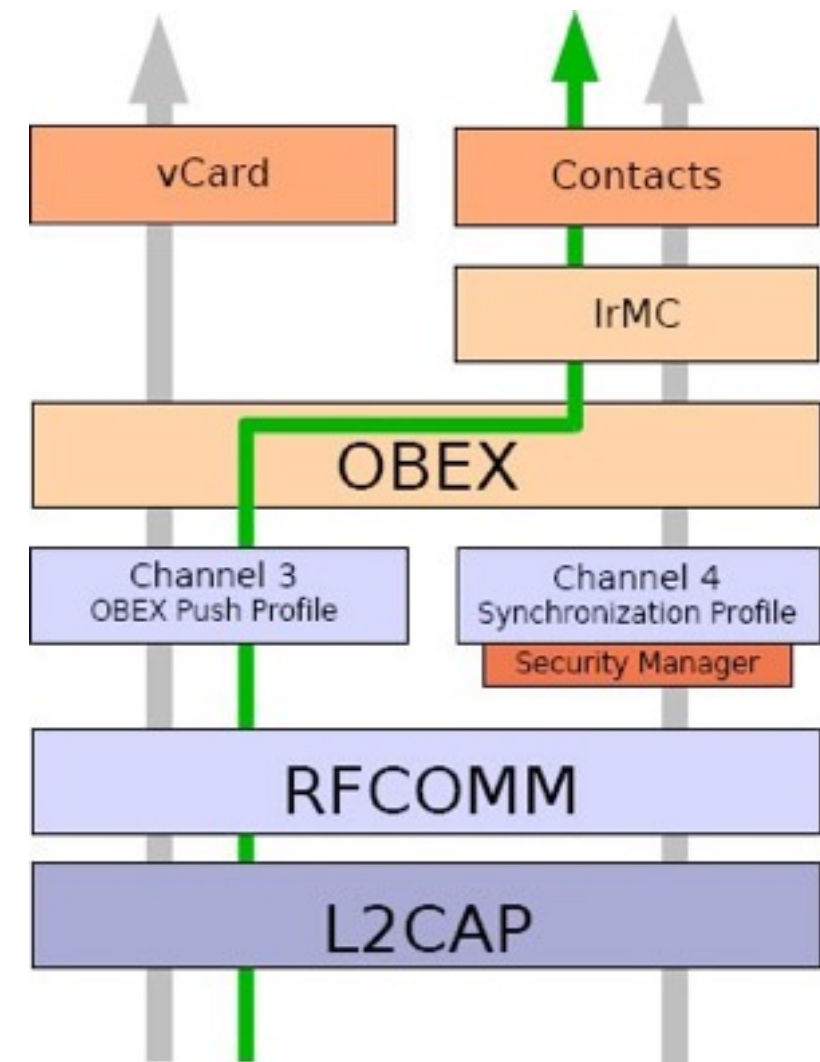 vCard
Contacts
IrMC
OBEX
Channel 3
OBEX Push Profile
Channel 4
Synchronization Profile
Security Manager
RFCOMM
L2CAP